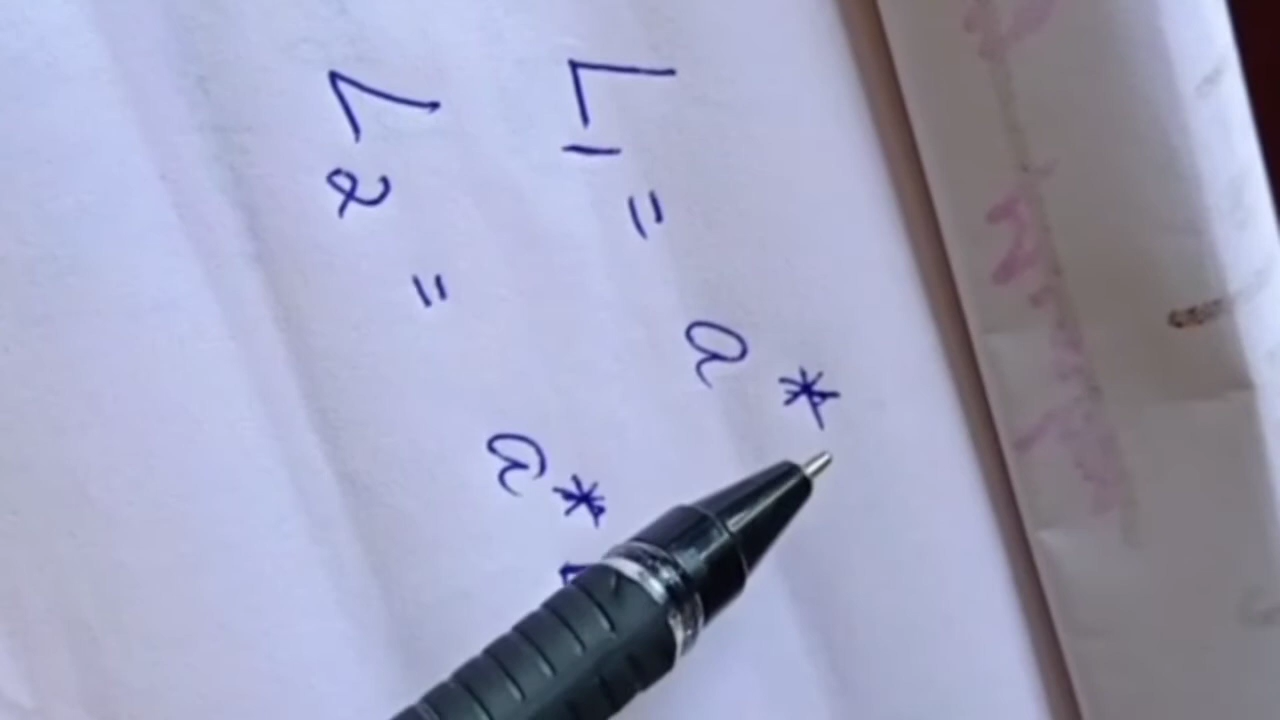 L1 = a*
L2 = a*